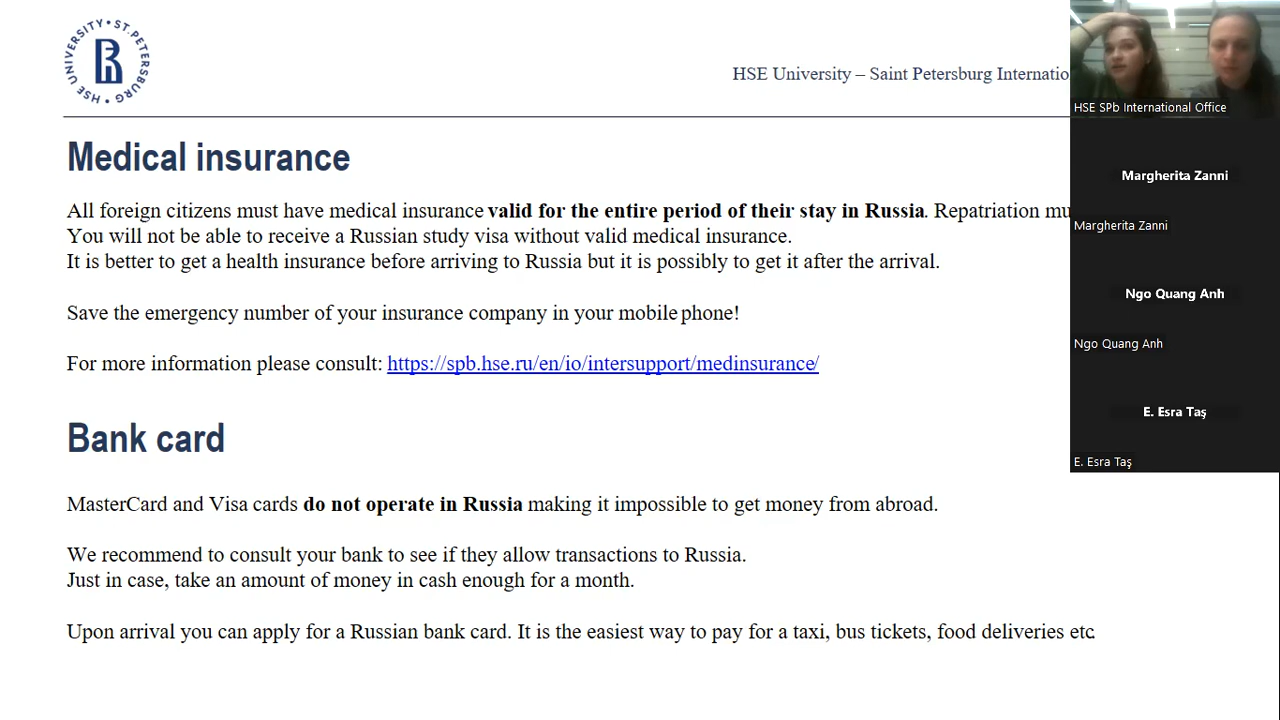 HSE UNIVERSITY • ST. PETERSBURG •
HSE University – Saint Petersburg Internatio
Medical insurance
All foreign citizens must have medical insurance valid for the entire period of their stay in Russia. Repatriation mu
You will not be able to receive a Russian study visa without valid medical insurance.
It is better to get a health insurance before arriving to Russia but it is possibly to get it after the arrival.
Save the emergency number of your insurance company in your mobile phone!
For more information please consult: https://spb.hse.ru/en/io/intersupport/medinsurance/
Bank card
MasterCard and Visa cards do not operate in Russia making it impossible to get money from abroad.
We recommend to consult your bank to see if they allow transactions to Russia.
Just in case, take an amount of money in cash enough for a month.
Upon arrival you can apply for a Russian bank card. It is the easiest way to pay for a taxi, bus tickets, food deliveries etc.
HSE SPb International Office
Margherita Zanni
Margherita Zanni
Ngo Quang Anh
Ngo Quang Anh
E. Esra Taş
E. Esra Taş